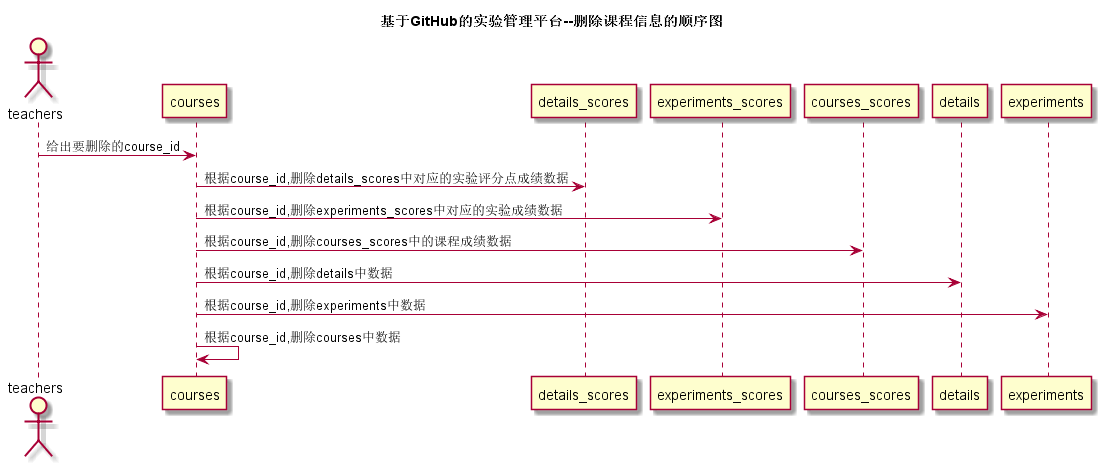 基于GitHub的实验管理平台--删除课程信息的顺序图
teachers
courses
details_scores
experiments_scores
courses_scores
details
experiments
给出要删除的course_id
根据course_id,删除details_scores中对应的实验评分点成绩数据
根据course_id,删除experiments_scores中对应的实验成绩数据
根据course_id,删除courses_scores中的课程成绩数据
根据course_id,删除details中数据
根据course_id,删除experiments中数据
根据course_id,删除courses中数据
teachers
courses
details_scores
experiments_scores
courses_scores
details
experiments